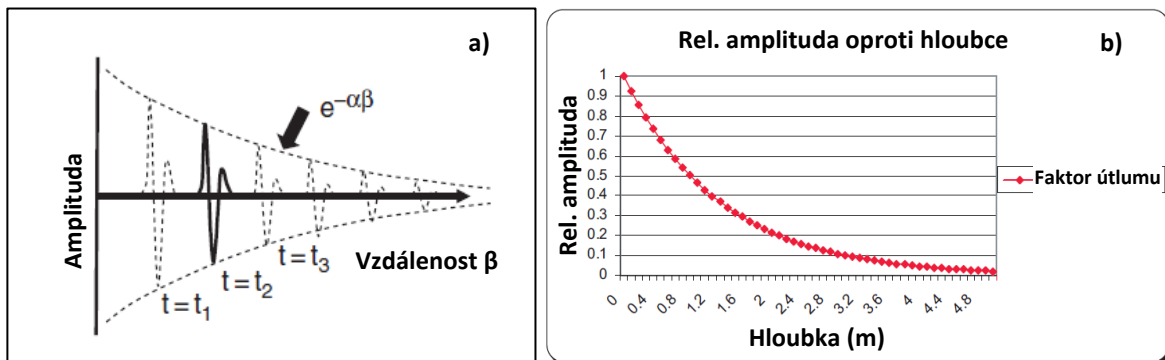 a)
Amplituda
e^−αβ
t = t₁
t = t₂
t = t₃
Vzdálenost β
Rel. amplituda oproti hloubce
b)
Rel. amplituda
1
0.9
0.8
0.7
0.6
0.5
0.4
0.3
0.2
0.1
0
0
0.4
0.8
1.2
1.6
2
2.4
2.8
3.2
3.6
4
4.4
4.8
Hloubka (m)
Faktor útlumu